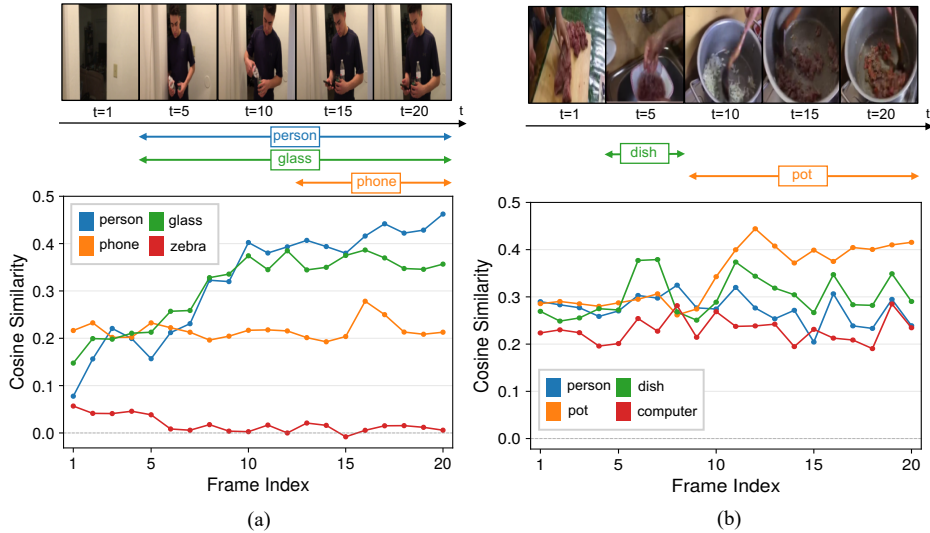 t=1 t=5 t=10 t=15 t=20 t
person
glass
phone
0.5
0.4
0.3
0.2
0.1
0.0
Cosine Similarity
person glass
phone zebra
1 5 10 15 20
Frame Index
(a)
t=1 t=5 t=10 t=15 t=20 t
dish
pot
0.5
0.4
0.3
0.2
0.1
0.0
Cosine Similarity
person dish
pot computer
1 5 10 15 20
Frame Index
(b)